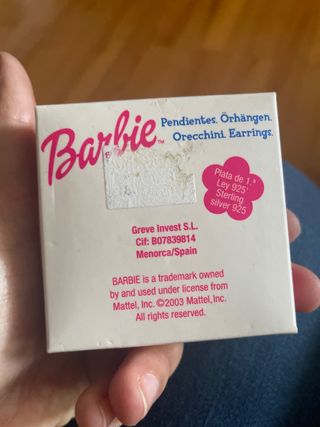 Barbie™
Pendientes. Örhängen.
Orecchini. Earrings.
Plata de 1.ª
Ley 925
Sterling
silver 925
Greve Invest S.L.
Cif: B07839814
Menorca/Spain
BARBIE is a trademark owned
by and used under license from
Mattel, Inc. ©2003 Mattel, Inc.
All rights reserved.